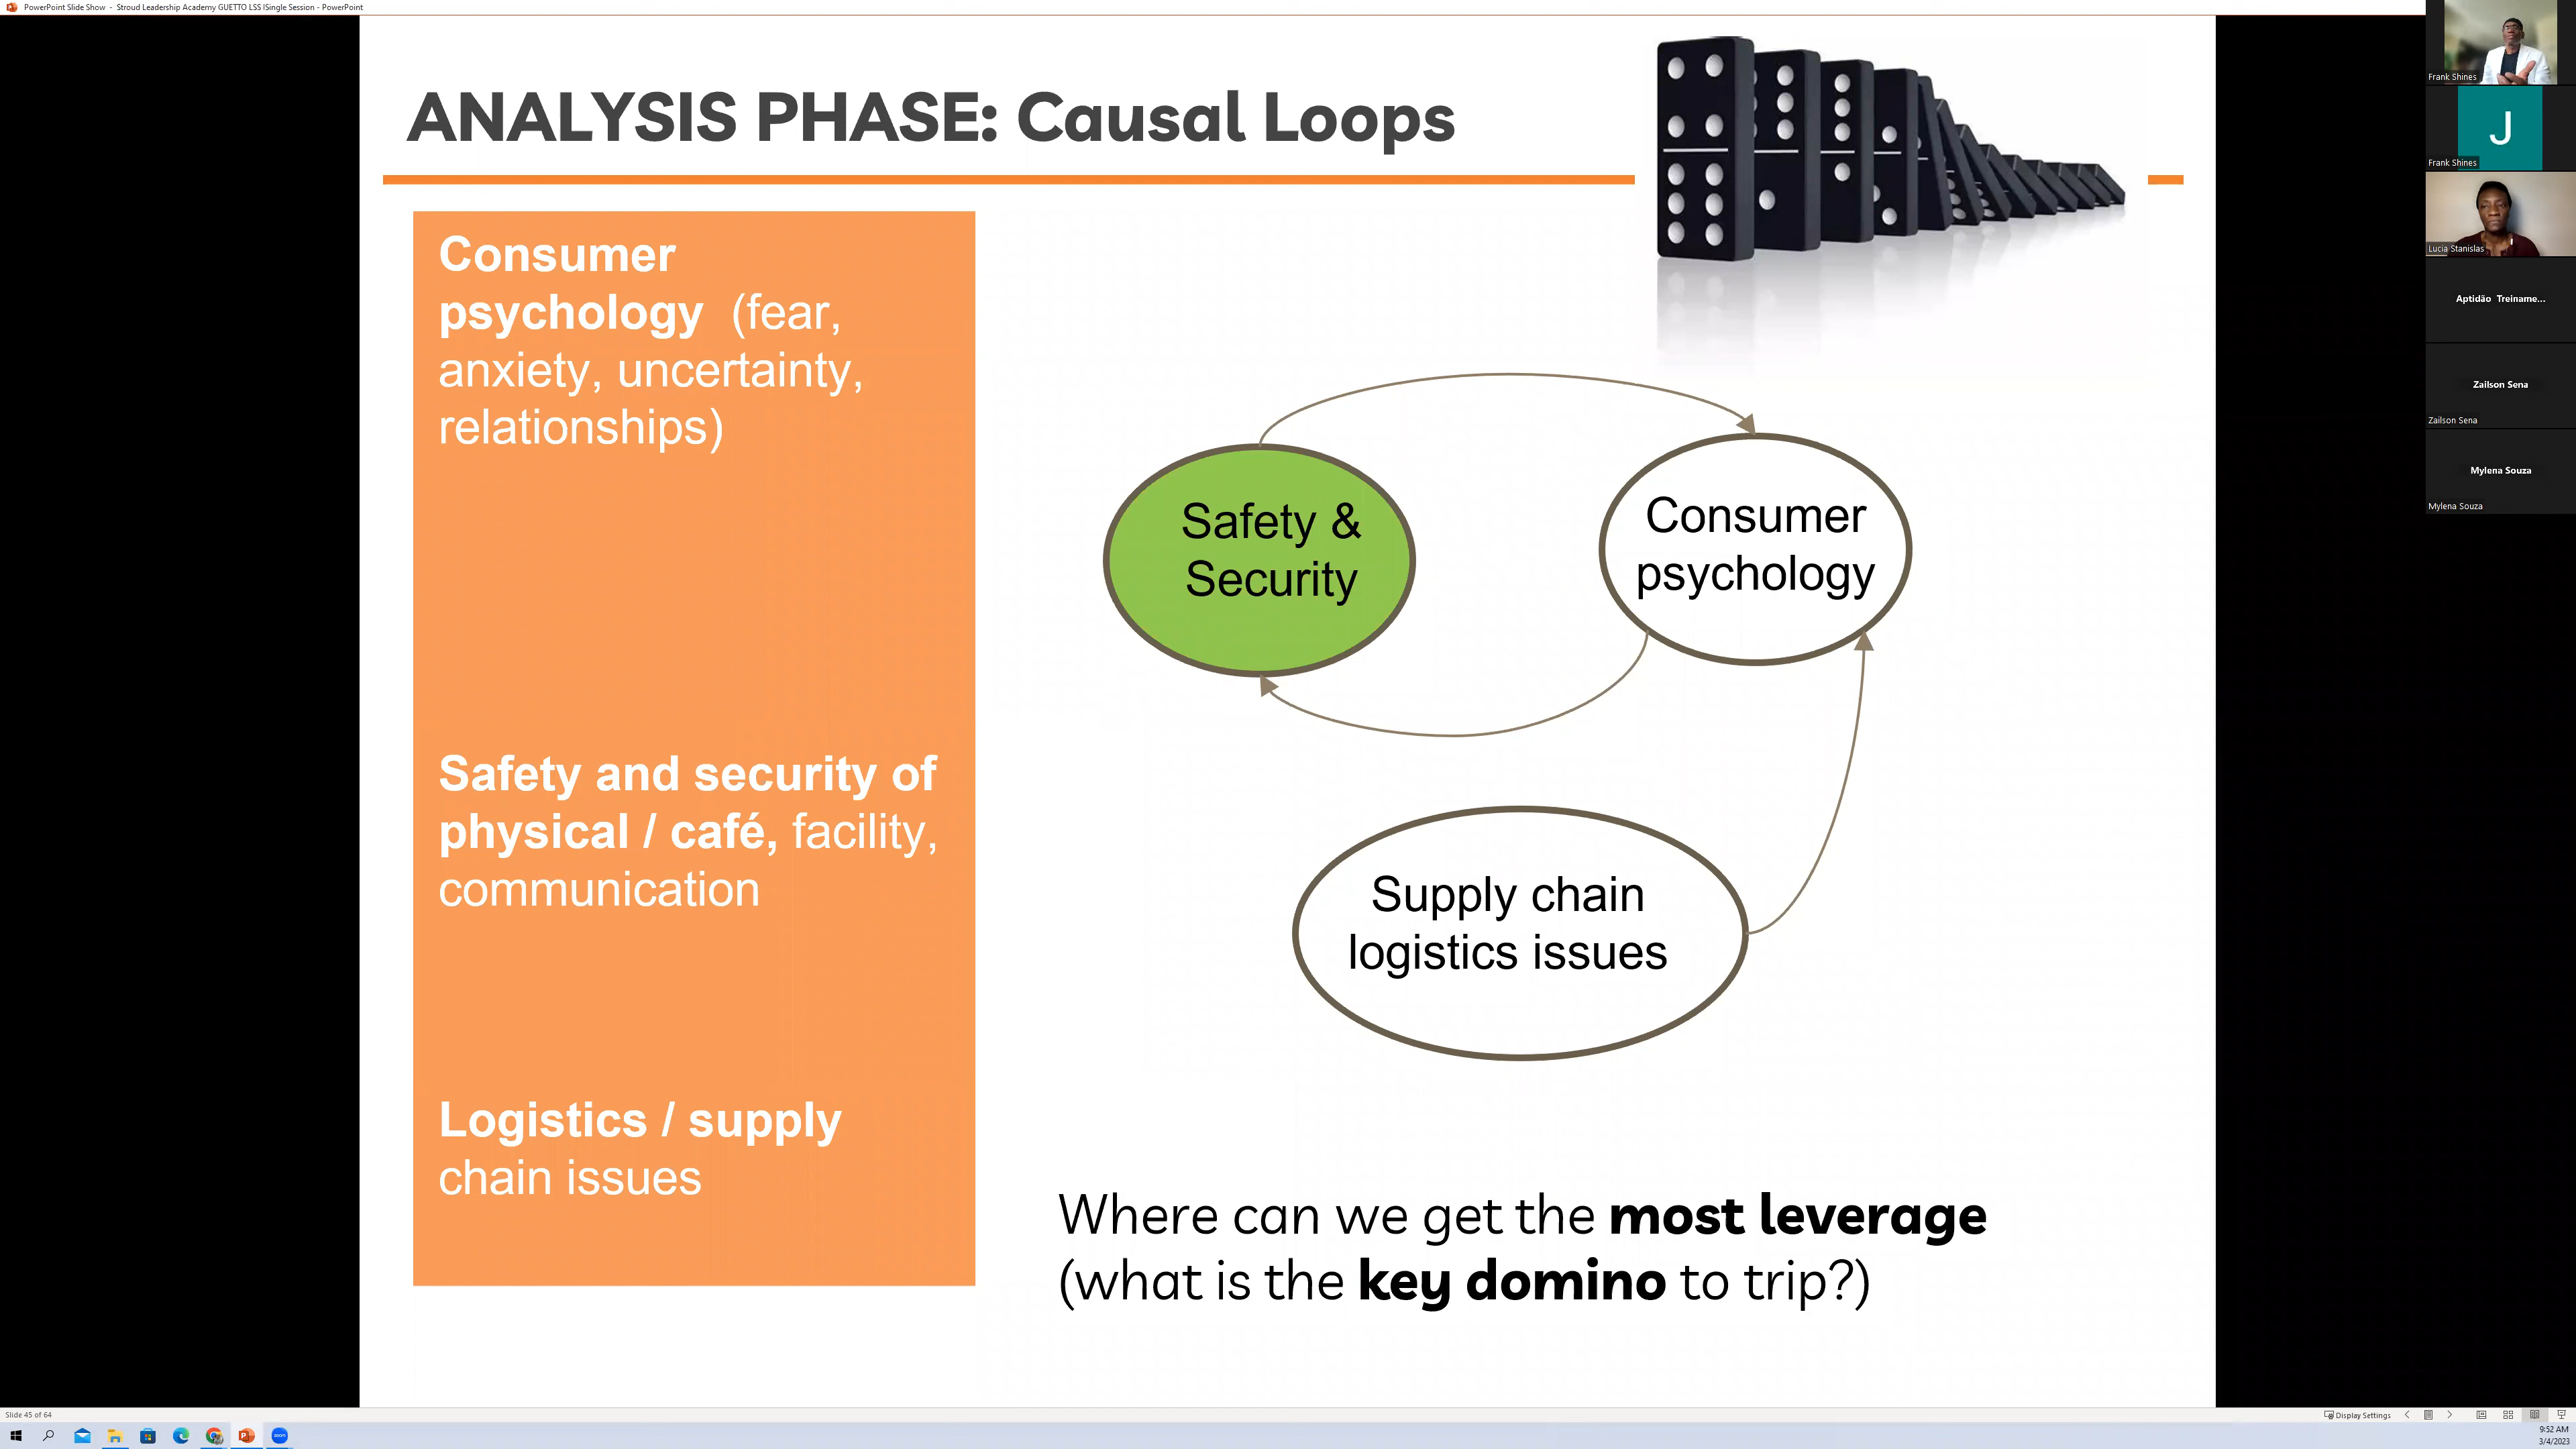 PowerPoint Slide Show - Stroud Leadership Academy GUETTO LSS ISingle Session - PowerPoint
ANALYSIS PHASE: Causal Loops
Consumer
psychology (fear,
anxiety, uncertainty,
relationships)
Safety and security of
physical / café, facility,
communication
Logistics / supply
chain issues
Safety &
Security
Consumer
psychology
Supply chain
logistics issues
Where can we get the most leverage
(what is the key domino to trip?)
Frank Shines
J
Frank Shines
Lucia Stanislas
Aptidão Treiname...
Zailson Sena
Zailson Sena
Mylena Souza
Mylena Souza
Slide 45 of 64
Display Settings
zoom
9:52 AM
3/4/2023